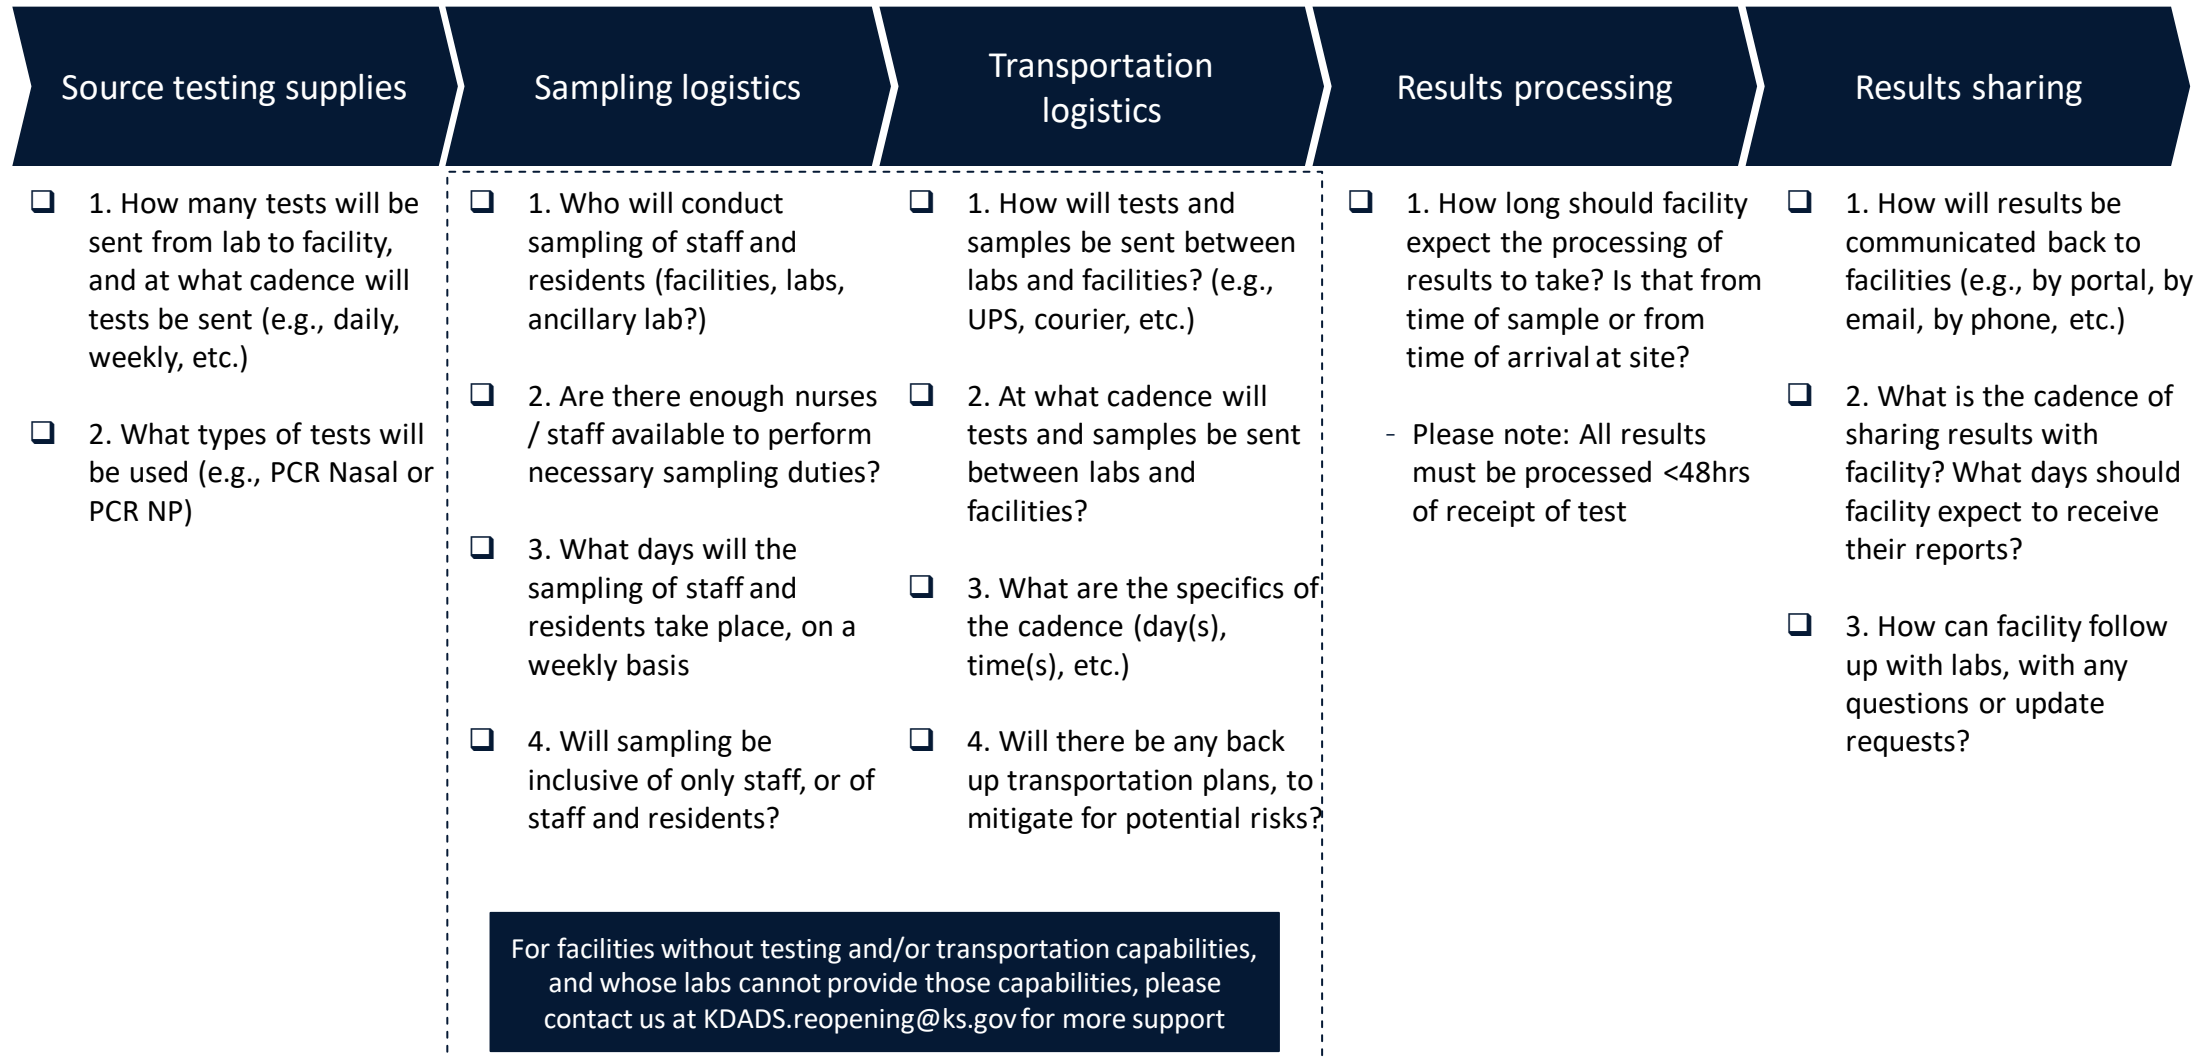 Source testing supplies
Sampling logistics
Transportation
logistics
Results processing
Results sharing
1. How many tests will be
sent from lab to facility,
and at what cadence will
tests be sent (e.g., daily,
weekly, etc.)
2. What types of tests will
be used (e.g., PCR Nasal or
PCR NP)
1. Who will conduct
sampling of staff and
residents (facilities, labs,
ancillary lab?)
2. Are there enough nurses
/ staff available to perform
necessary sampling duties?
3. What days will the
sampling of staff and
residents take place, on a
weekly basis
4. Will sampling be
inclusive of only staff, or of
staff and residents?
1. How will tests and
samples be sent between
labs and facilities? (e.g.,
UPS, courier, etc.)
2. At what cadence will
tests and samples be sent
between labs and
facilities?
3. What are the specifics of
the cadence (day(s),
time(s), etc.)
4. Will there be any back
up transportation plans, to
mitigate for potential risks?
For facilities without testing and/or transportation capabilities,
and whose labs cannot provide those capabilities, please
contact us at KDADS.reopening@ks.gov for more support
1. How long should facility
expect the processing of
results to take? Is that from
time of sample or from
time of arrival at site?
- Please note: All results
must be processed <48hrs
of receipt of test
1. How will results be
communicated back to
facilities (e.g., by portal, by
email, by phone, etc.)
2. What is the cadence of
sharing results with
facility? What days should
facility expect to receive
their reports?
3. How can facility follow
up with labs, with any
questions or update
requests?